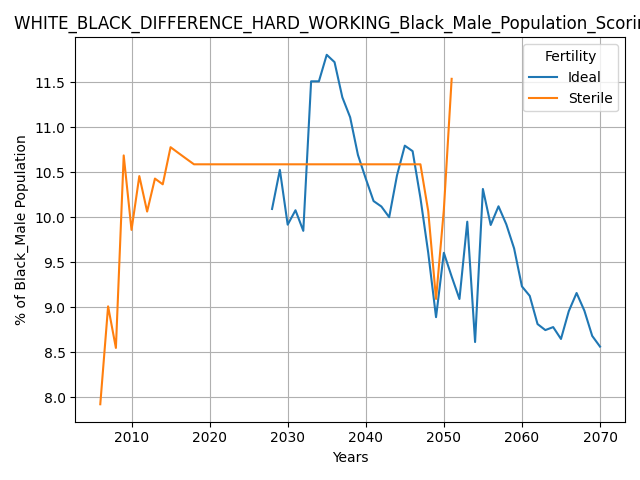 WHITE_BLACK_DIFFERENCE_HARD_WORKING_Black_Male_Population_Scorin
Fertility
Ideal
Sterile
% of Black_Male Population
11.5
11.0
10.5
10.0
9.5
9.0
8.5
8.0
2010 2020 2030 2040 2050 2060 2070
Years